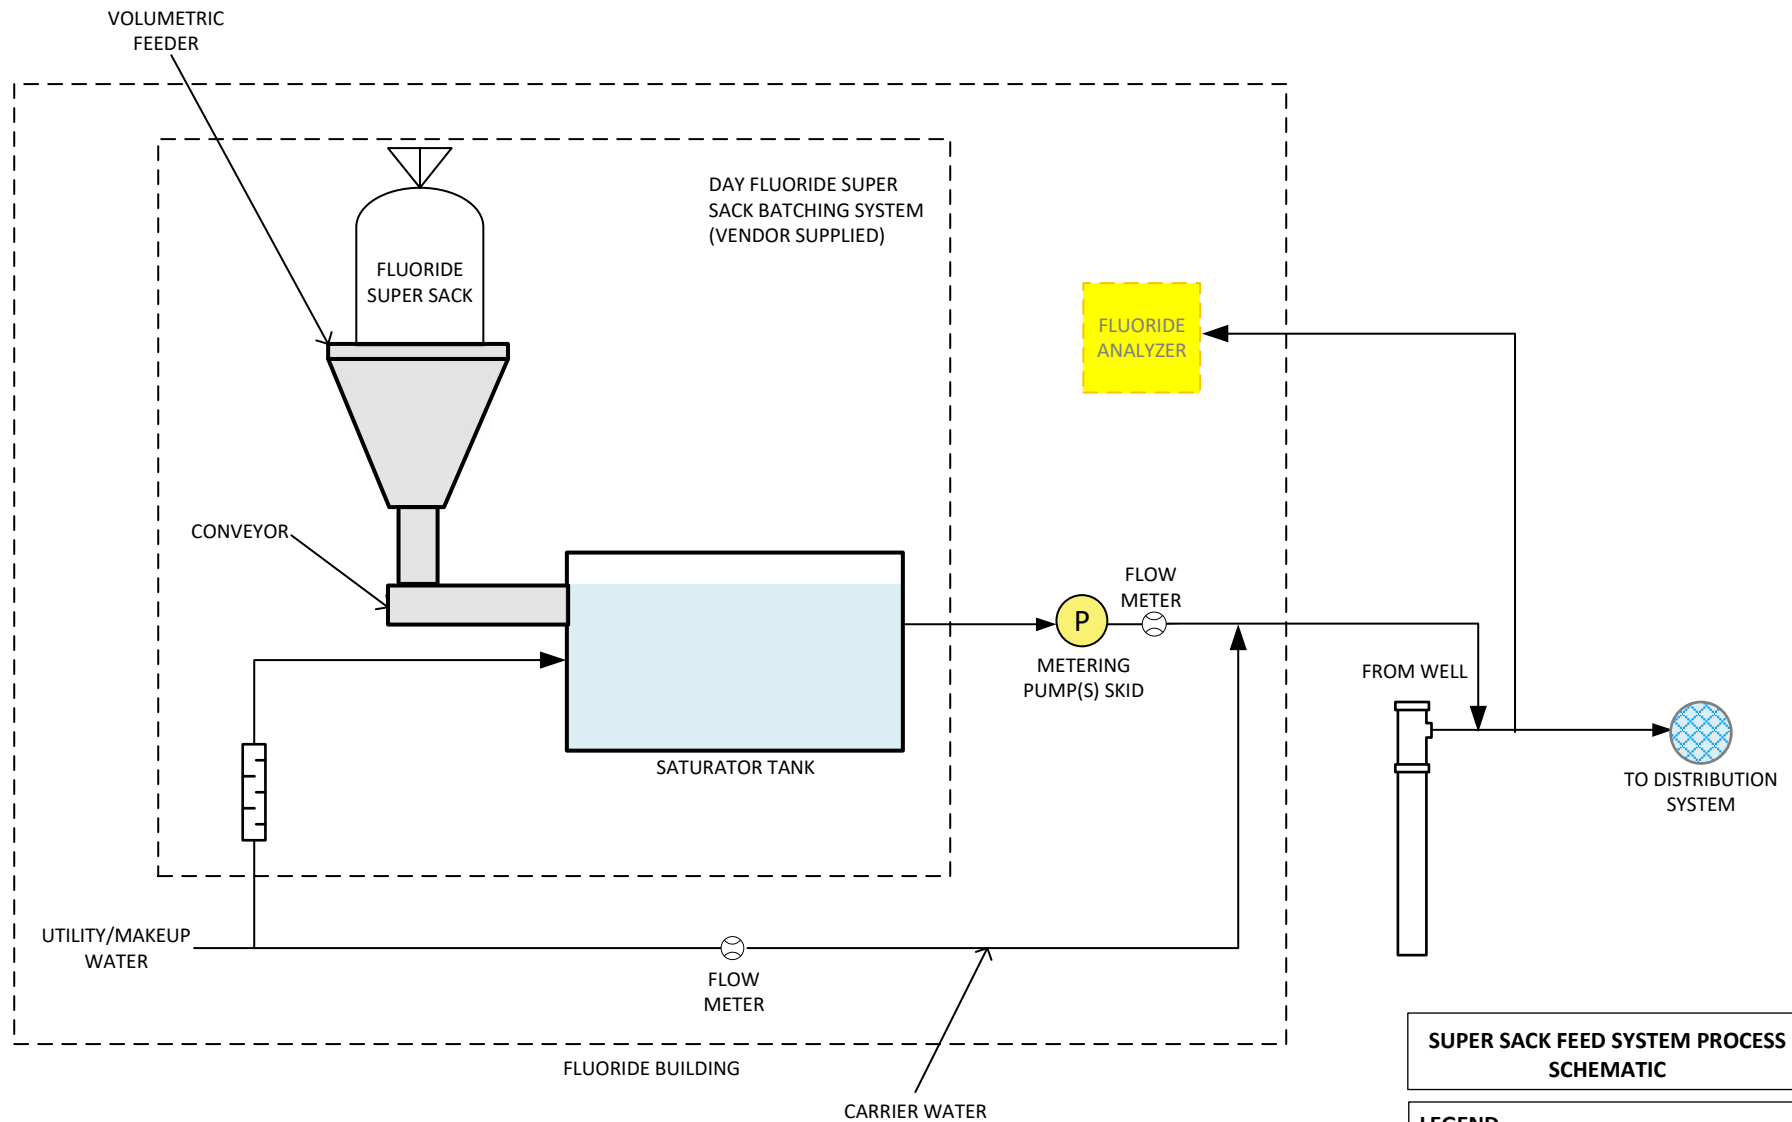 VOLUMETRIC
FEEDER
DAY FLUORIDE SUPER
SACK BATCHING SYSTEM
(VENDOR SUPPLIED)
FLUORIDE
SUPER SACK
FLUORIDE
ANALYZER
CONVEYOR
FLOW
METER
P
METERING
PUMP(S) SKID
FROM WELL
SATURATOR TANK
TO DISTRIBUTION
SYSTEM
UTILITY/MAKEUP
WATER
FLOW
METER
FLUORIDE BUILDING
CARRIER WATER
SUPER SACK FEED SYSTEM PROCESS
SCHEMATIC
LEGEND